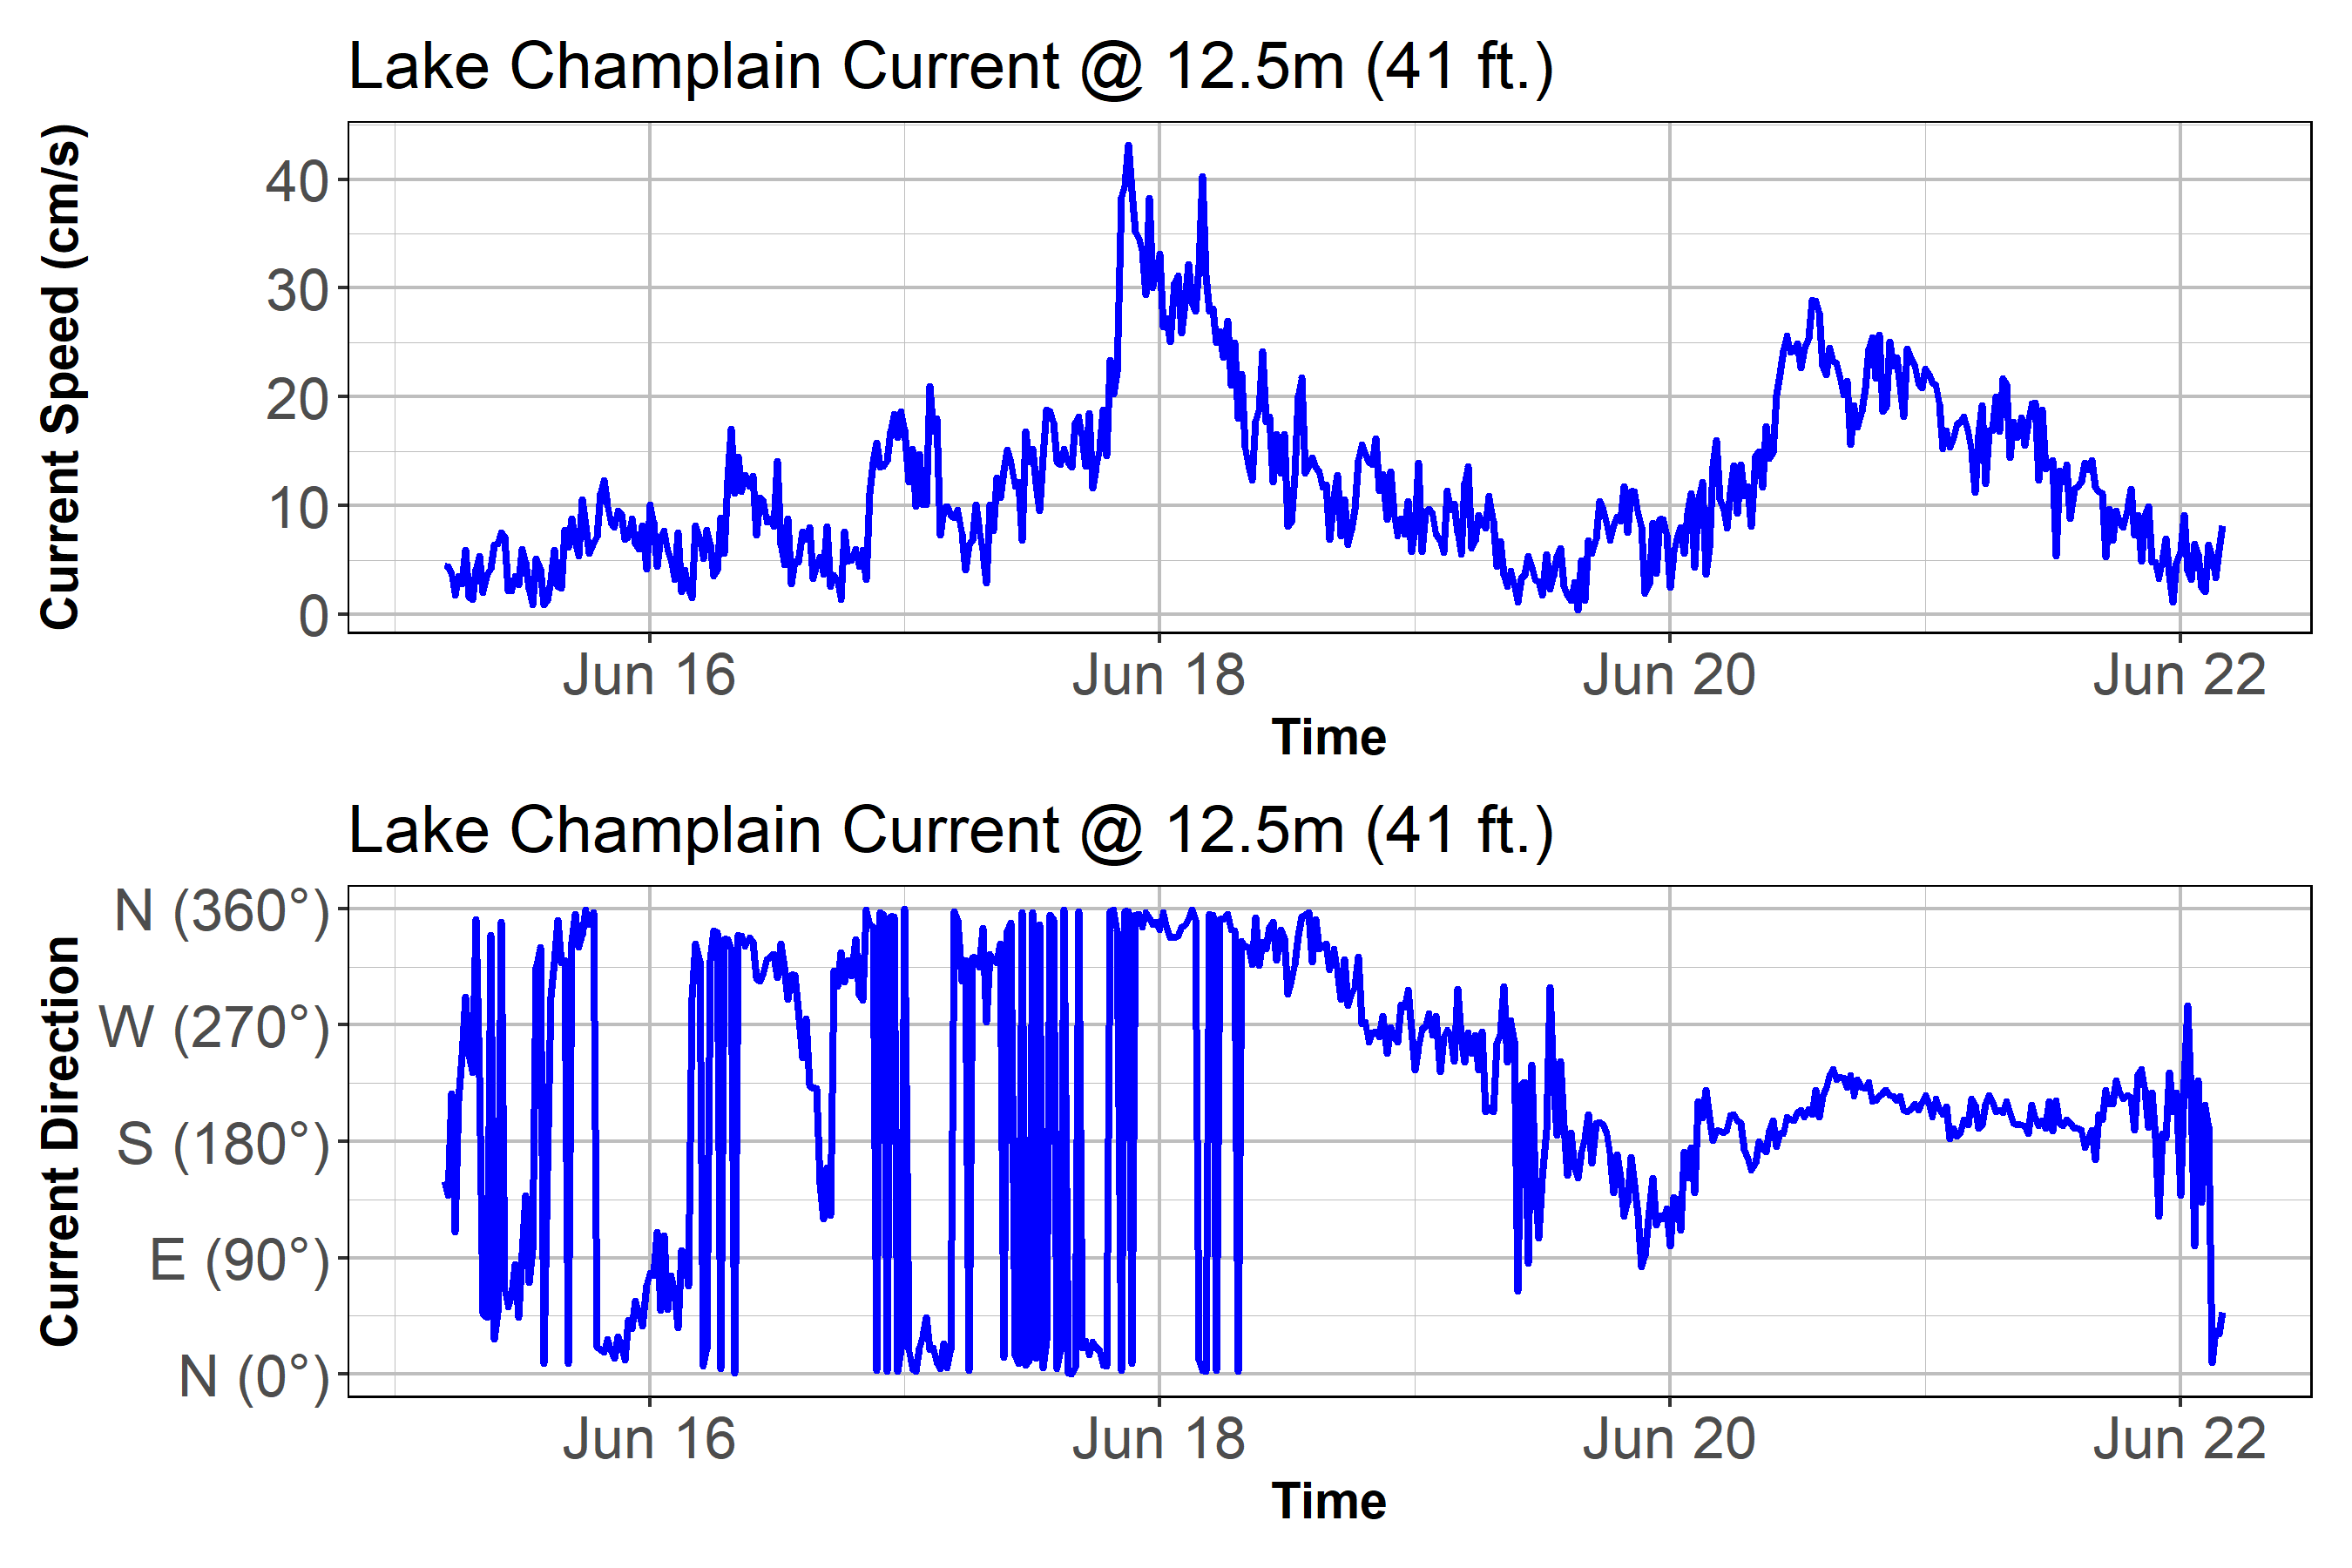 Lake Champlain Current @ 12.5m (41 ft.)
Current Speed (cm/s)
40
30
20
10
0
Jun 16 Jun 18 Jun 20 Jun 22
Time
Lake Champlain Current @ 12.5m (41 ft.)
Current Direction
N (360°)
W (270°)
S (180°)
E (90°)
N (0°)
Jun 16 Jun 18 Jun 20 Jun 22
Time